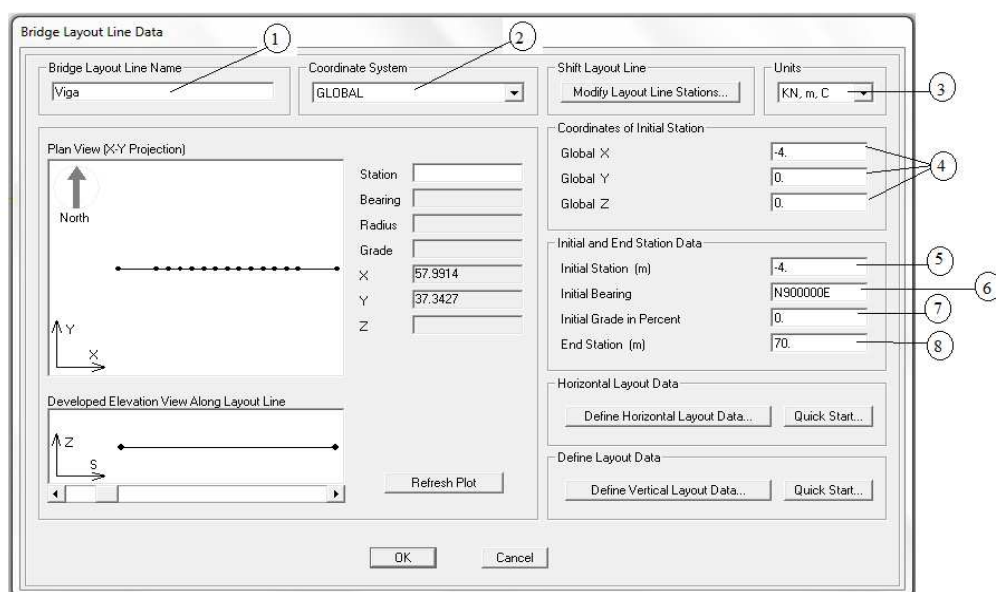 Bridge Layout Line Data
1
2
Bridge Layout Line Name
Viga
Coordinate System
GLOBAL
Shift Layout Line
Modify Layout Line Stations...
Units
KN, m, C
3
Plan View (X-Y Projection)
North
Y
X
Station
Bearing
Radius
Grade
X 57.9914
Y 37.3427
Z
Coordinates of Initial Station
Global X -4.
Global Y 0.
Global Z 0.
4
Initial and End Station Data
Initial Station (m) -4.
5
Initial Bearing N900000E
6
Initial Grade in Percent 0.
7
End Station (m) 70.
8
Developed Elevation View Along Layout Line
Z
S
Refresh Plot
Horizontal Layout Data
Define Horizontal Layout Data... Quick Start...
Define Layout Data
Define Vertical Layout Data... Quick Start...
OK Cancel